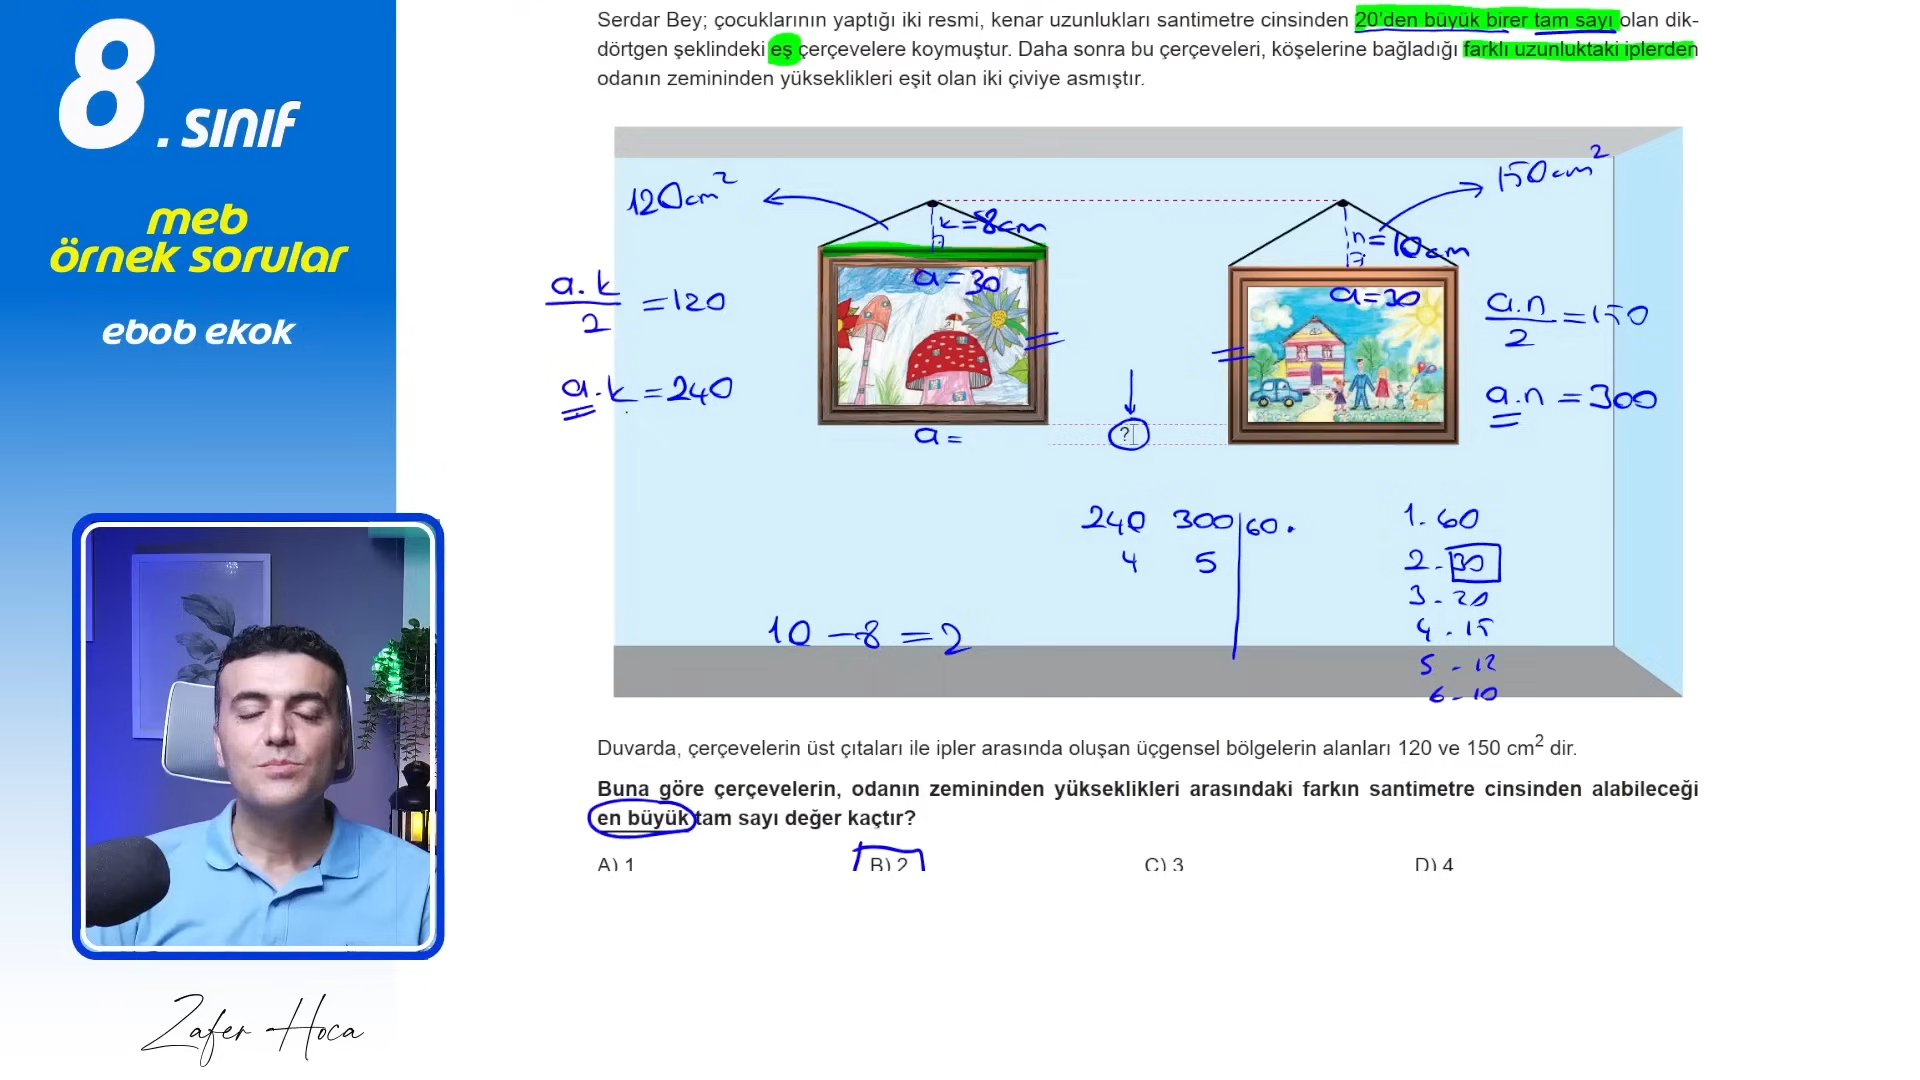 8. SINIF
meb
örnek sorular
ebob ekok
Serdar Bey; çocuklarının yaptığı iki resmi, kenar uzunlukları santimetre cinsinden 20'den büyük birer tam sayı olan dik-
dörtgen şeklindeki eş çerçevelere koymuştur. Daha sonra bu çerçeveleri, köşelerine bağladığı farklı uzunluktaki iplerden
odanın zemininden yükseklikleri eşit olan iki çiviye asmıştır.
120cm²
150cm²
k=8cm
n=10cm
a=30
a=30
a.k/2 =120
a.n/2 =150
a.k=240
a.n=300
a=
?
240 300 60.
4 5
1.60
2-30
3-20
4.15
5-12
6-10
10-8=2
Duvarda, çerçevelerin üst çıtaları ile ipler arasında oluşan üçgensel bölgelerin alanları 120 ve 150 cm² dir.
Buna göre çerçevelerin, odanın zemininden yükseklikleri arasındaki farkın santimetre cinsinden alabileceği
en büyük tam sayı değer kaçtır?
A) 1 B) 2 C) 3 D) 4
Zafer Hoca